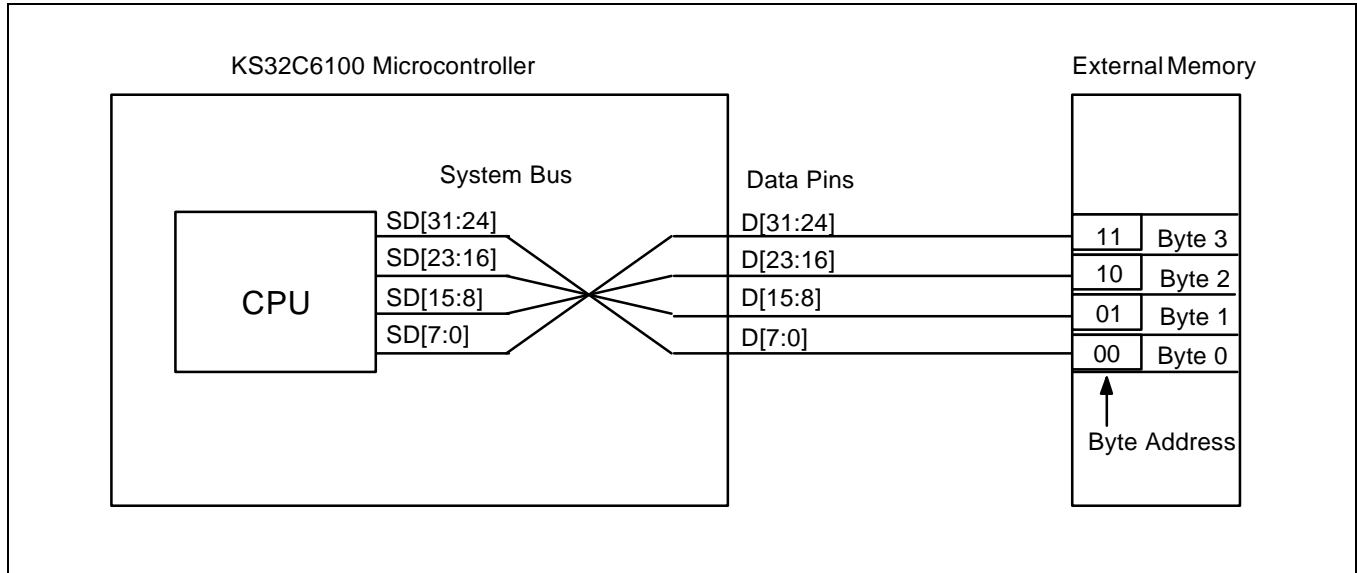 KS32C6100 Microcontroller
External Memory
System Bus
Data Pins
CPU
SD[31:24]
SD[23:16]
SD[15:8]
SD[7:0]
D[31:24]
D[23:16]
D[15:8]
D[7:0]
11 Byte 3
10 Byte 2
01 Byte 1
00 Byte 0
Byte Address